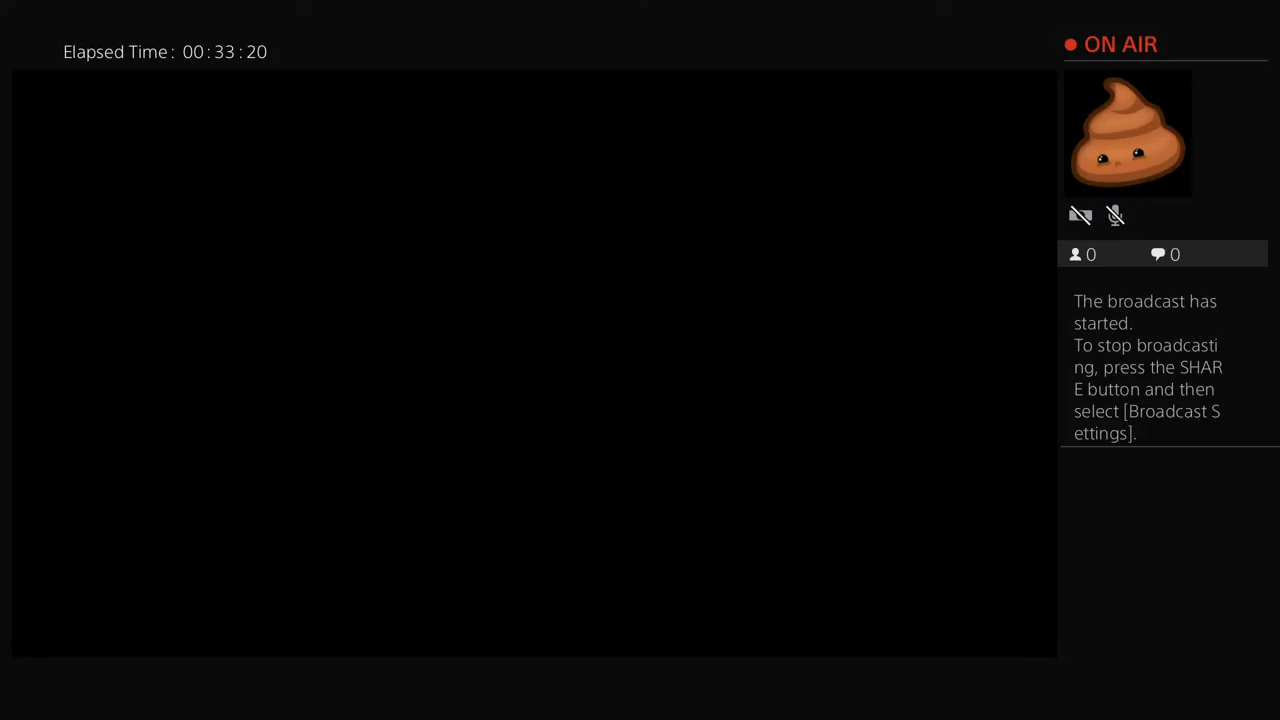 Elapsed Time: 00:33:20
ON AIR
0 0
The broadcast has
started.
To stop broadcasti
ng, press the SHAR
E button and then
select [Broadcast S
ettings].